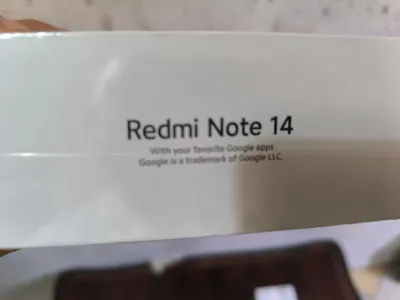 Redmi Note 14
With your favorite Google apps
Google is a trademark of Google LLC